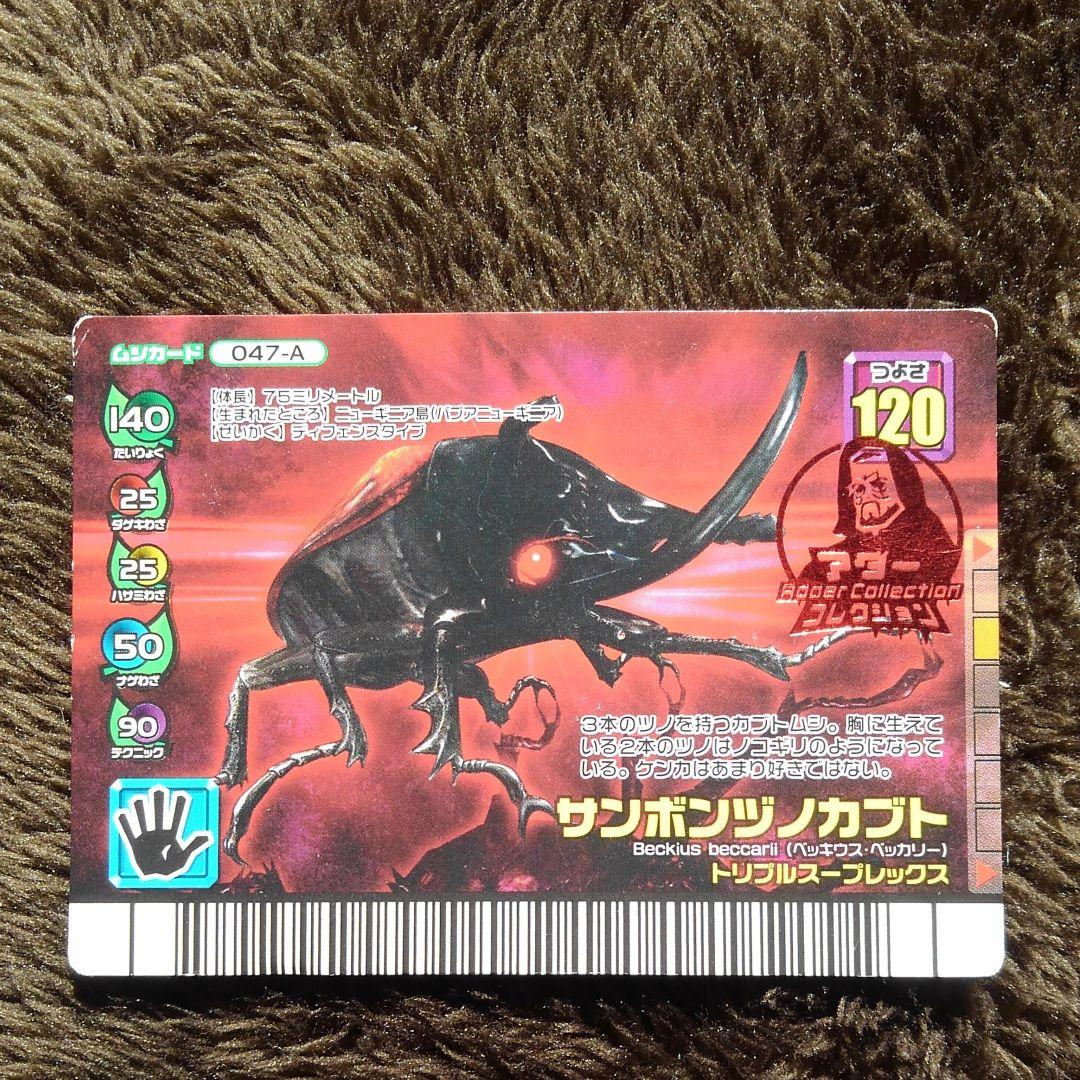 ムシカード 047-A
【体長】75ミリメートル
【生まれたところ】ニューギニア島(パプアニューギニア)
【せいかく】ディフェンスタイプ
つよさ
120
140
たいりょく
25
ダゲキわざ
25
ハサミわざ
50
ナゲわざ
90
テクニック
アダー
Adder Collection
コレクション
3本のツノを持つカブトムシ。胸に生えて
いる2本のツノはノコギリのようになって
いる。ケンカはあまり好きではない。
サンボンヅノカブト
Beckius beccarii (ベッキウス・ベッカリー)
トリプルスープレックス